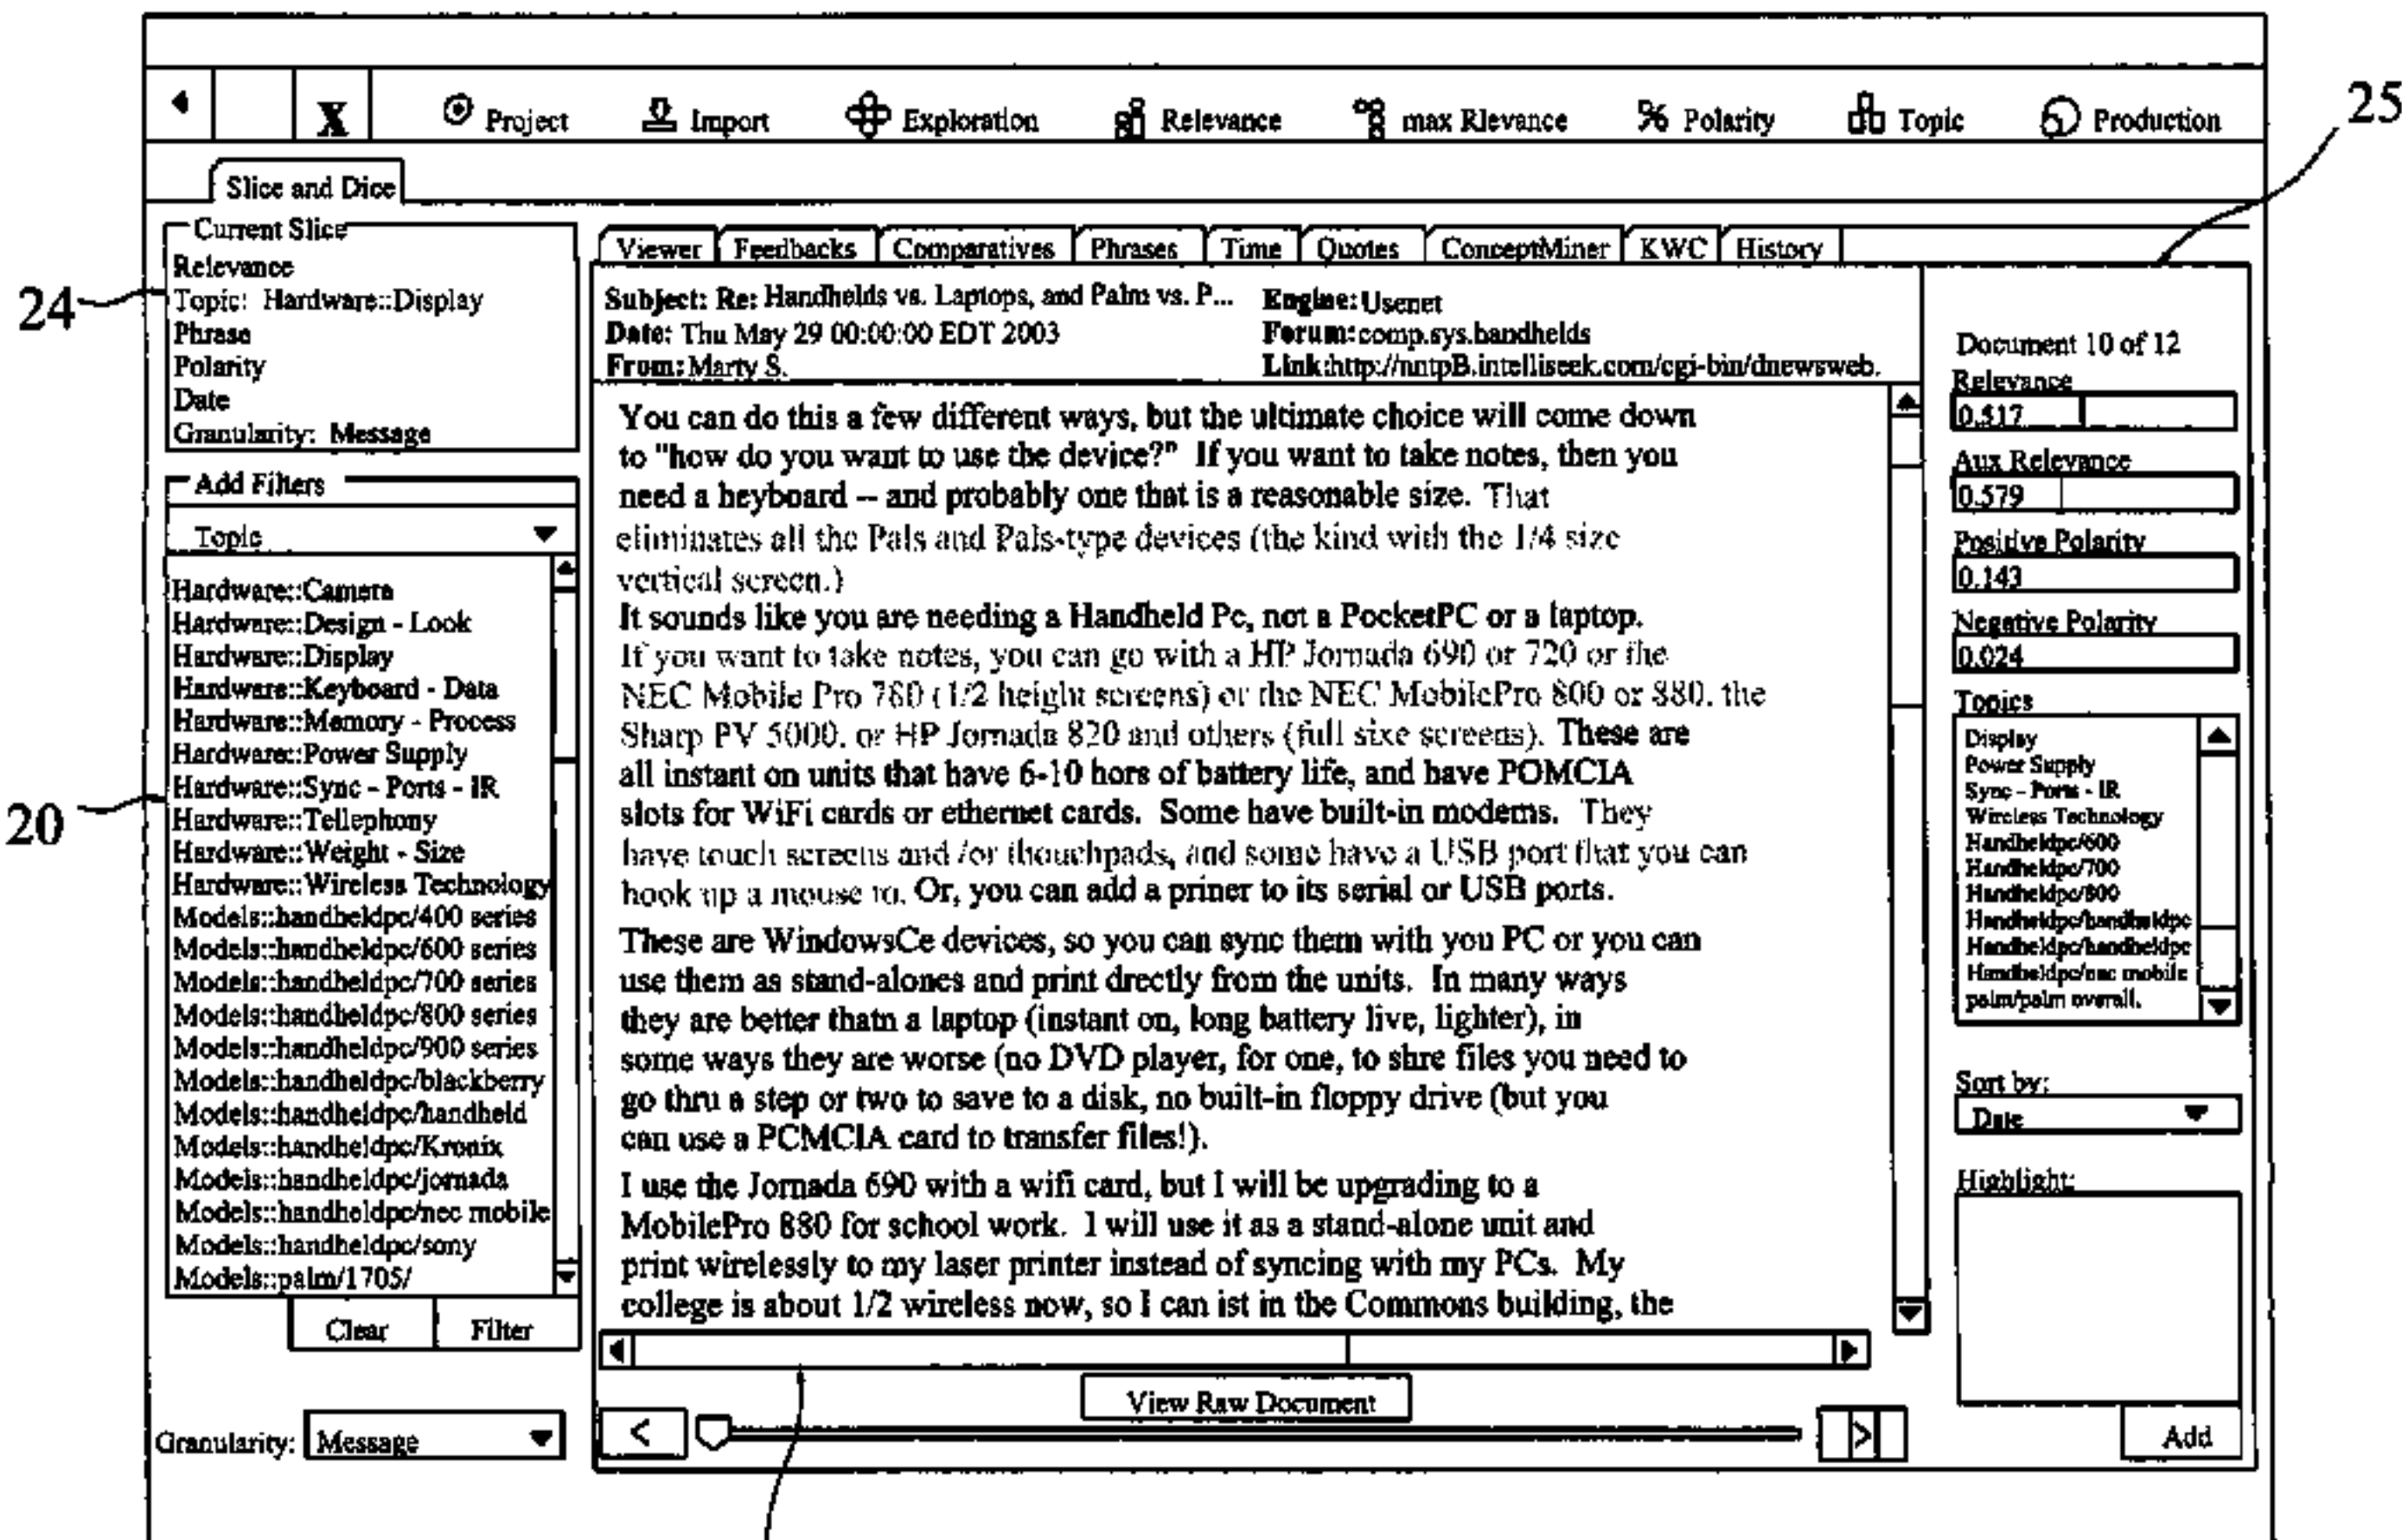 X Project Import Exploration Relevance max Rlevance % Polarity Topic Production
25
Slice and Dice
Current Slice
Relevance
Topic: Hardware::Display
Phrase
Polarity
Date
Granularity: Message
24
Add Filters
Topic
Hardware::Camera
Hardware::Design - Look
Hardware::Display
Hardware::Keyboard - Data
Hardware::Memory - Process
Hardware::Power Supply
Hardware::Sync - Ports - IR
Hardware::Tellephony
Hardware::Weight - Size
Hardware::Wireless Technology
Models::handheldpc/400 series
Models::handheldpc/600 series
Models::handheldpc/700 series
Models::handheldpc/800 series
Models::handheldpc/900 series
Models::handheldpc/blackberry
Models::handheldpc/handheld
Models::handheldpc/Kronix
Models::handheldpc/jornada
Models::handheldpc/nec mobile
Models::handheldpc/sony
Models::palm/1705/
20
Clear Filter
Granularity: Message
Viewer Feedbacks Comparatives Phrases Time Quotes ConceptMiner KWC History
Subject: Re: Handhelds vs. Laptops, and Palm vs. P... Engine: Usenet
Date: Thu May 29 00:00:00 EDT 2003 Forum:comp.sys.handhelds
From: Marty S. Link:http://nntpB.intelliseek.com/cgi-bin/dnewsweb.
You can do this a few different ways, but the ultimate choice will come down
to "how do you want to use the device?" If you want to take notes, then you
need a heyboard -- and probably one that is a reasonable size. That
eliminates all the Pals and Pals-type devices (the kind with the 1/4 size
vertical screen.)
It sounds like you are needing a Handheld Pc, not a PocketPC or a laptop.
If you want to take notes, you can go with a HP Jornada 690 or 720 or the
NEC Mobile Pro 780 (1/2 height screens) or the NEC MobilePro 800 or 880. the
Sharp PV 5000. or HP Jornada 820 and others (full sixe screens). These are
all instant on units that have 6-10 hors of battery life, and have POMCIA
slots for WiFi cards or ethernet cards. Some have built-in modems. They
have touch screens and /or thouchpads, and some have a USB port that you can
hook up a mouse to. Or, you can add a priner to its serial or USB ports.
These are WindowsCe devices, so you can sync them with you PC or you can
use them as stand-alones and print drectly from the units. In many ways
they are better thatn a laptop (instant on, long battery live, lighter), in
some ways they are worse (no DVD player, for one, to shre files you need to
go thru a step or two to save to a disk, no built-in floppy drive (but you
can use a PCMCIA card to transfer files!).
I use the Jornada 690 with a wifi card, but I will be upgrading to a
MobilePro 880 for school work. I will use it as a stand-alone unit and
print wirelessly to my laser printer instead of syncing with my PCs. My
college is about 1/2 wireless now, so I can ist in the Commons building, the
View Raw Document
< >
Document 10 of 12
Relevance
0.517
Aux Relevance
0.579
Positive Polarity
0.143
Negative Polarity
0.024
Topics
Display
Power Supply
Sync - Ports - IR
Wireless Technology
Handheldpc/600
Handheldpc/700
Handheldpc/800
Handheldpc/handheldpc
Handheldpc/handheldpc
Handheldpc/nec mobile
palm/palm overall.
Sort by:
Date
Highlight:
Add